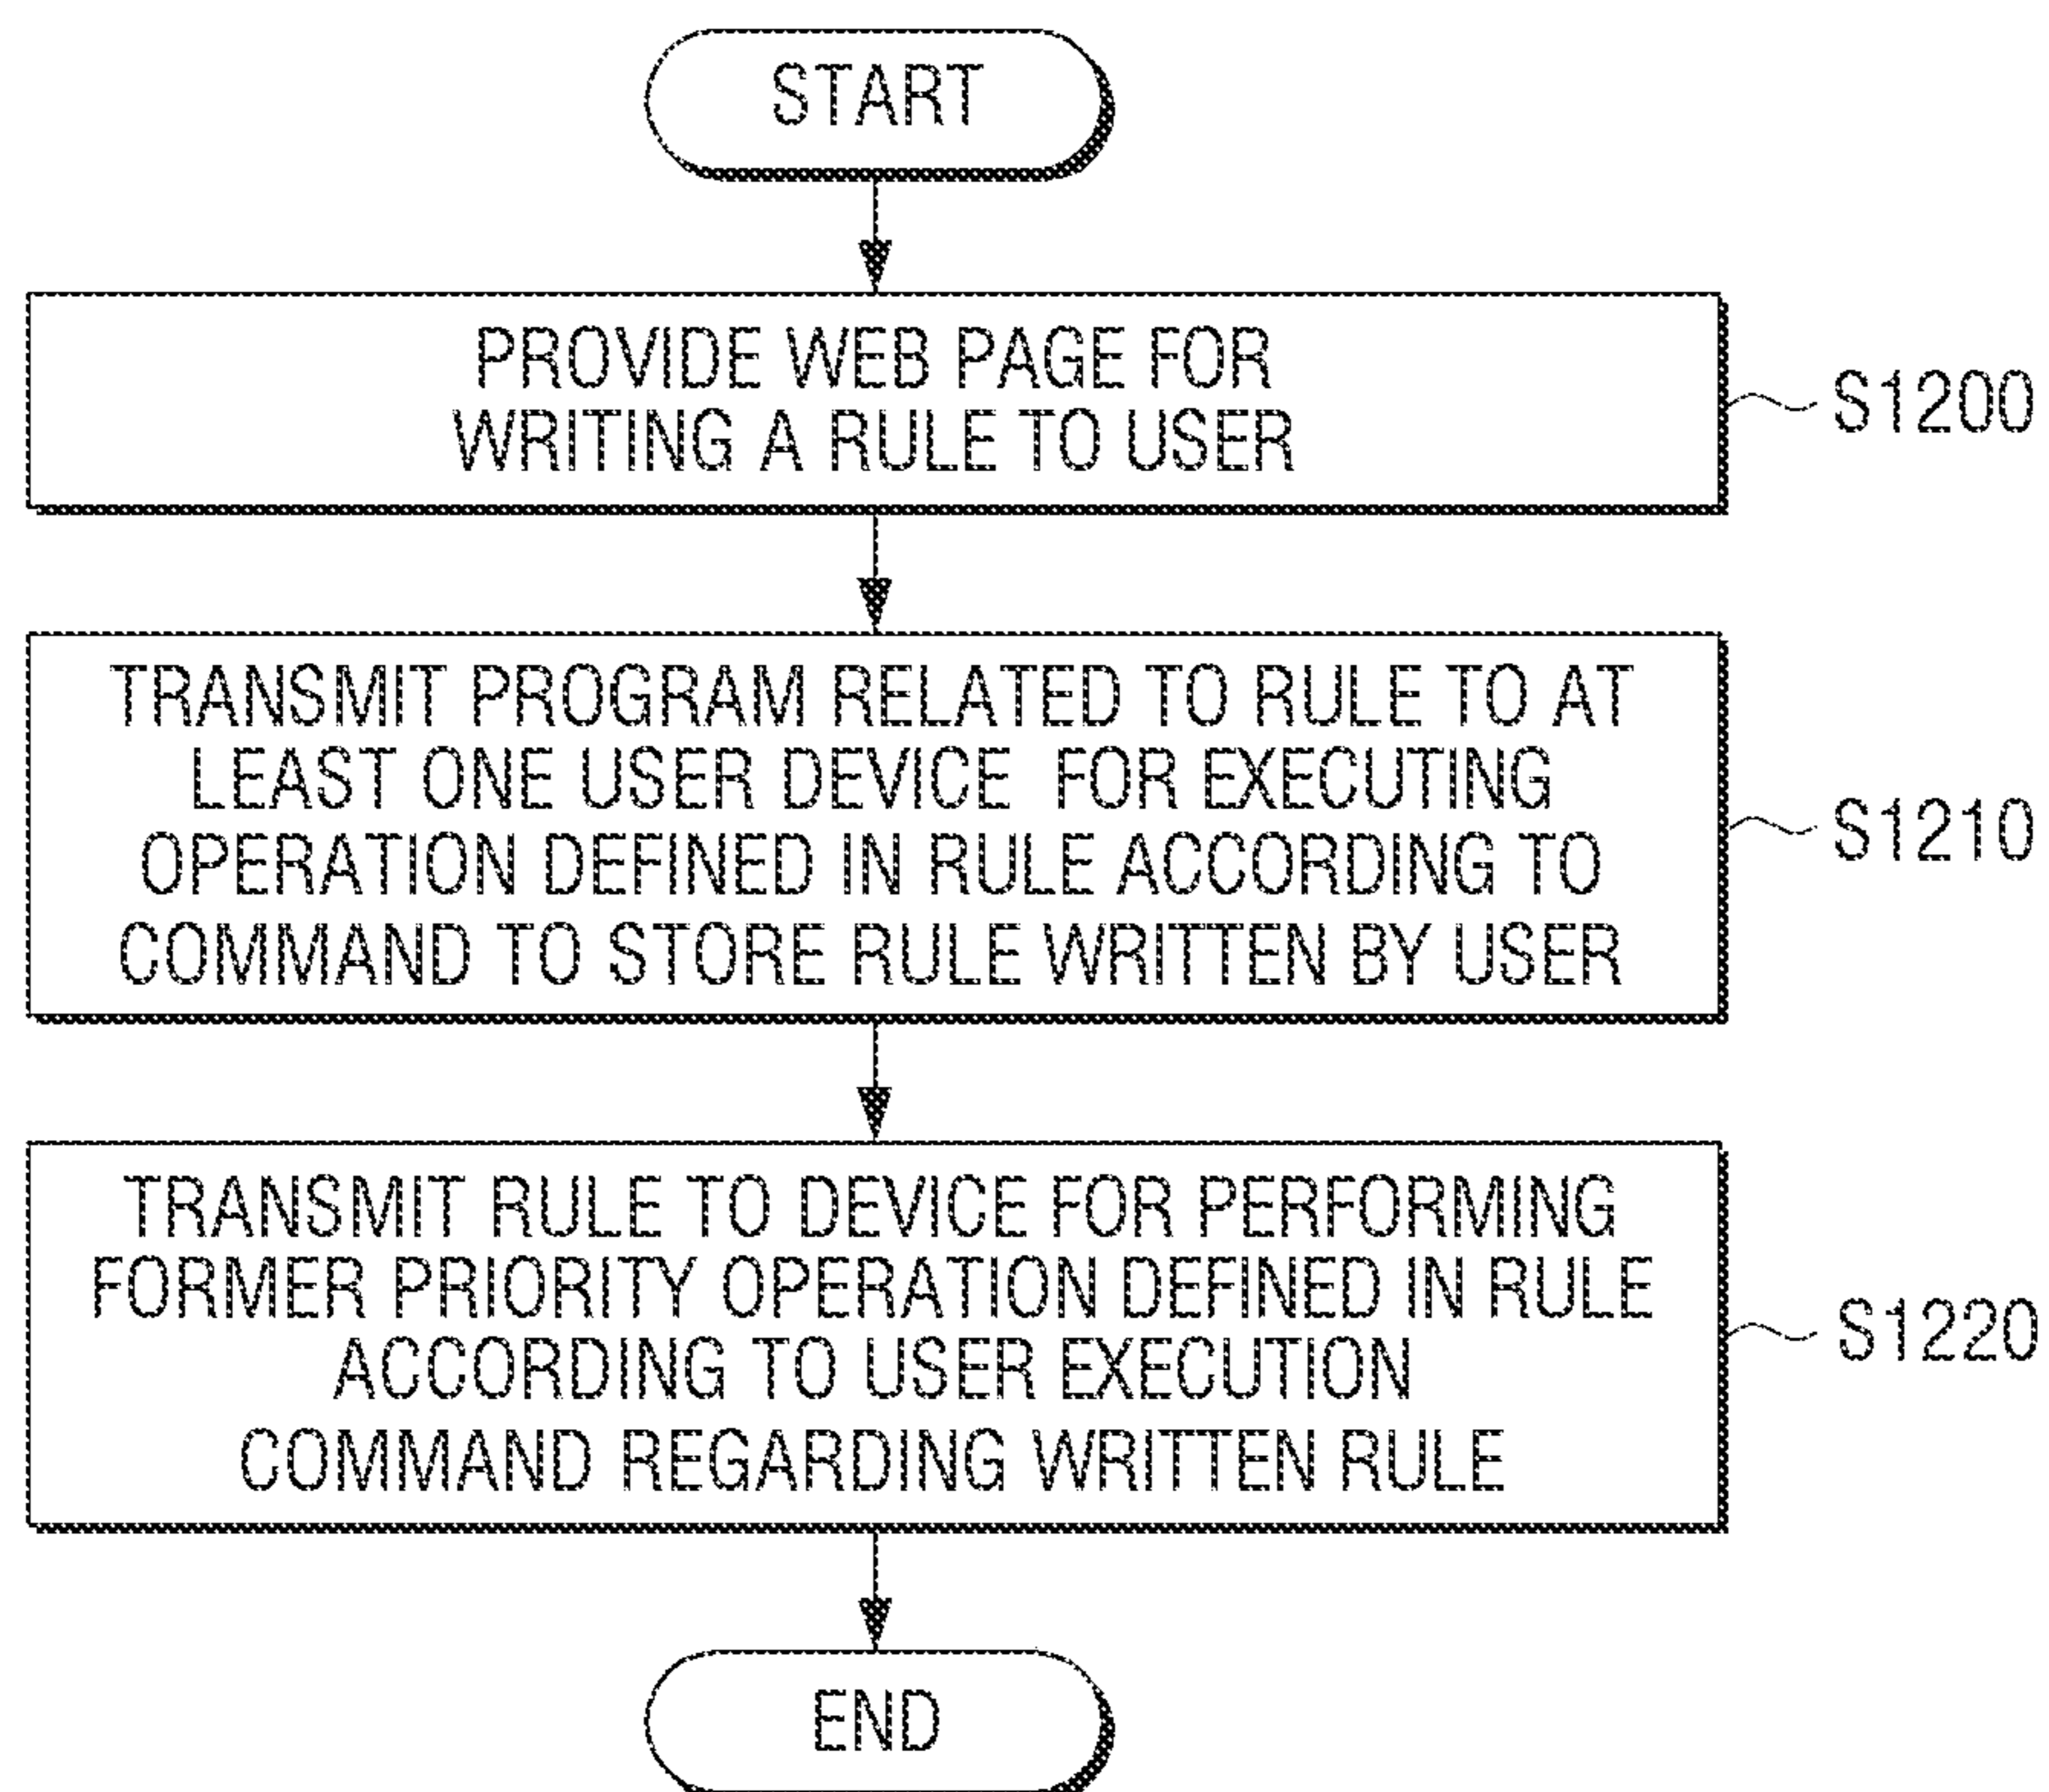 START
PROVIDE WEB PAGE FOR
WRITING A RULE TO USER
S1200
TRANSMIT PROGRAM RELATED TO RULE TO AT
LEAST ONE USER DEVICE FOR EXECUTING
OPERATION DEFINED IN RULE ACCORDING TO
COMMAND TO STORE RULE WRITTEN BY USER
S1210
TRANSMIT RULE TO DEVICE FOR PERFORMING
FORMER PRIORITY OPERATION DEFINED IN RULE
ACCORDING TO USER EXECUTION
COMMAND REGARDING WRITTEN RULE
S1220
END